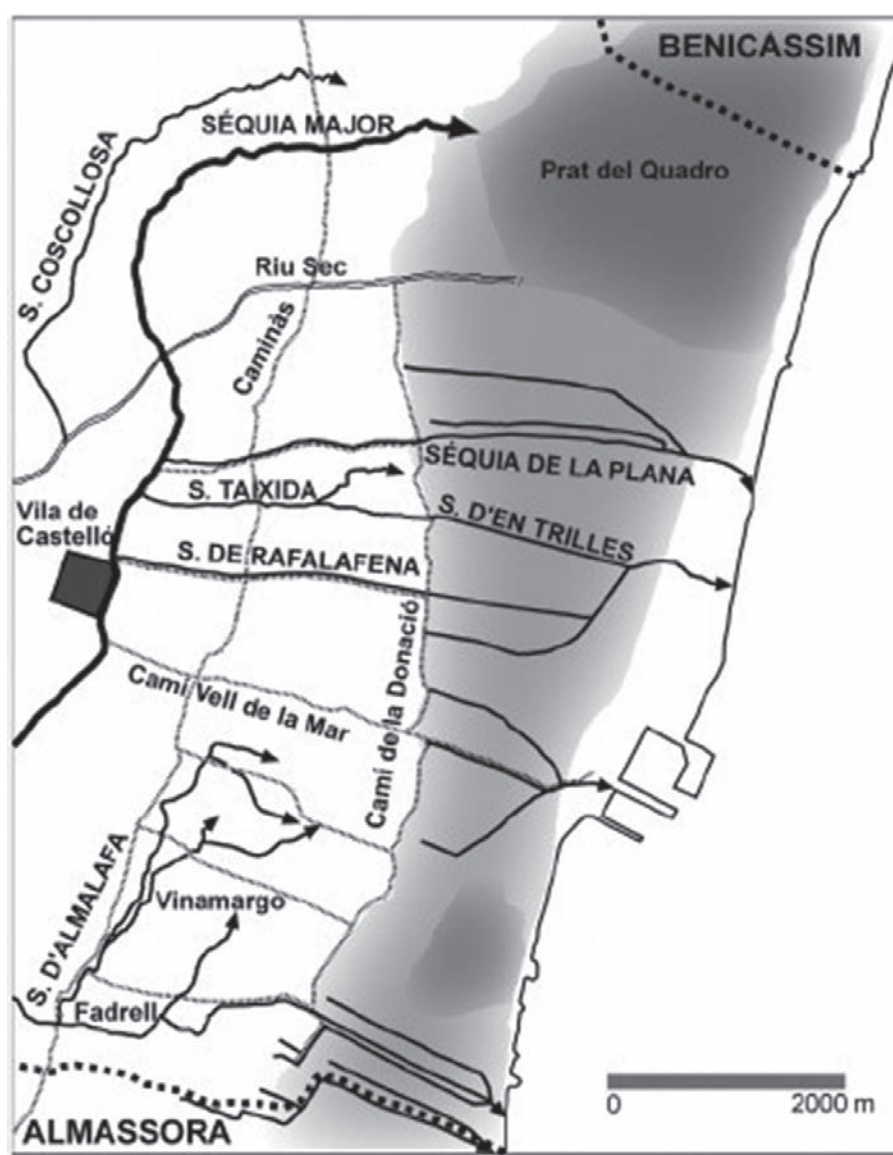 BENICÀSSIM
SÉQUIA MAJOR
S. COSCOLLOSA
Prat del Quadro
Riu Sec
Caminàs
SÉQUIA DE LA PLANA
S. TAIXIDA
S. D'EN TRILLES
Vila de
Castelló
S. DE RAFALAFENA
Camí Vell de la Mar
Camí de la Donació
S. D'ALMALAFA
Vinamargo
Fadrell
0 2000 m
ALMASSORA